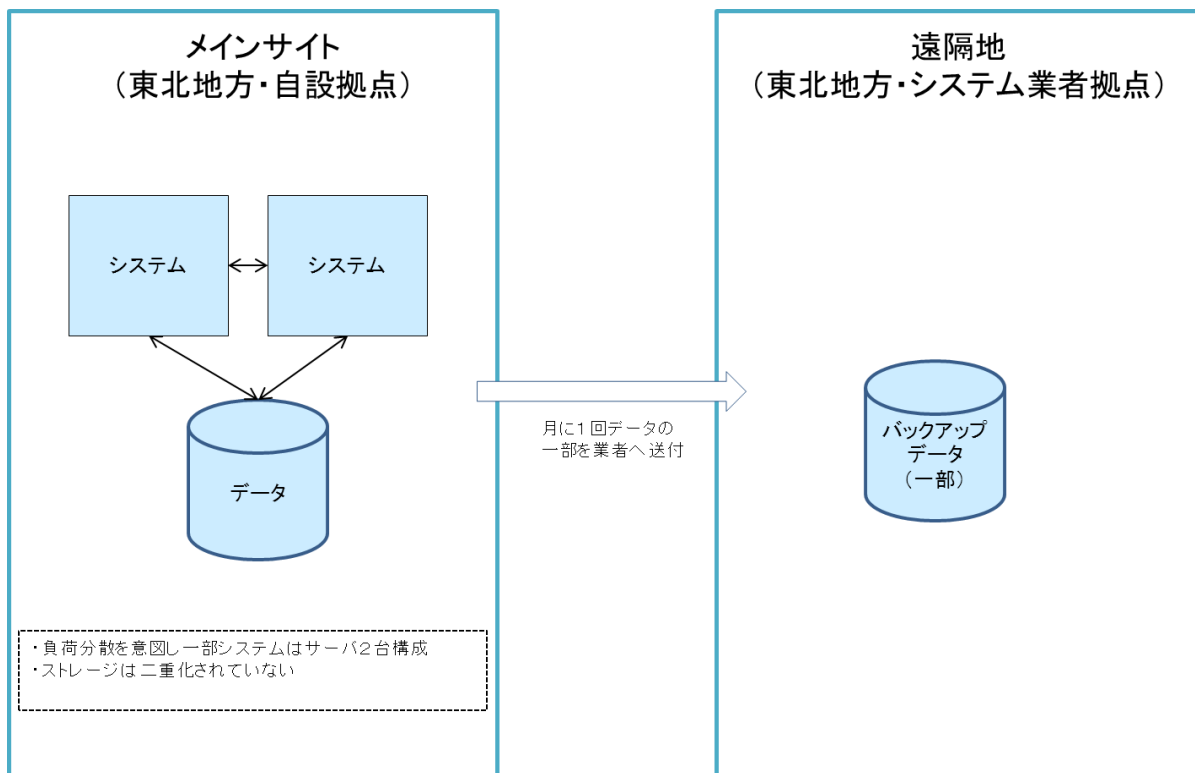 メインサイト
（東北地方・自設拠点）
システム
システム
データ
・負荷分散を意図し一部システムはサーバ２台構成
・ストレージは二重化されていない
月に１回データの
一部を業者へ送付
遠隔地
（東北地方・システム業者拠点）
バックアップ
データ
（一部）